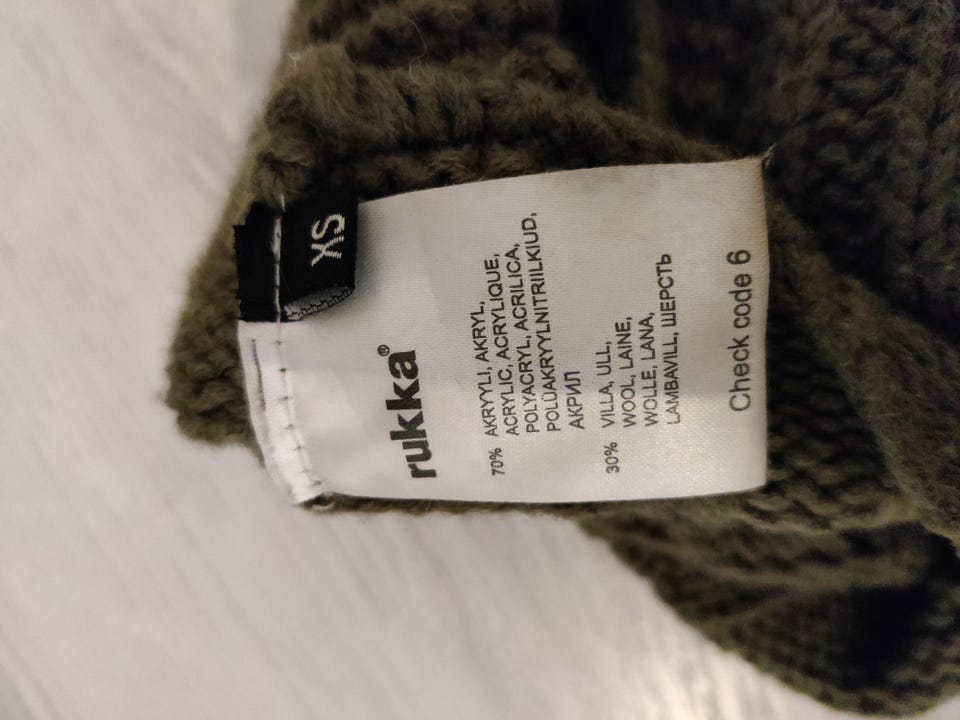 XS
rukka®
70% AKRYYLI, AKRYL,
ACRYLIC, ACRYLIQUE,
POLYACRYL, ACRILICA,
POLÜAKRYYLNITRIILKIUD,
АКРИЛ
30% VILLA, ULL,
WOOL, LAINE,
WOLLE, LANA,
LAMBAVILL, ШЕРСТЬ
Check code 6